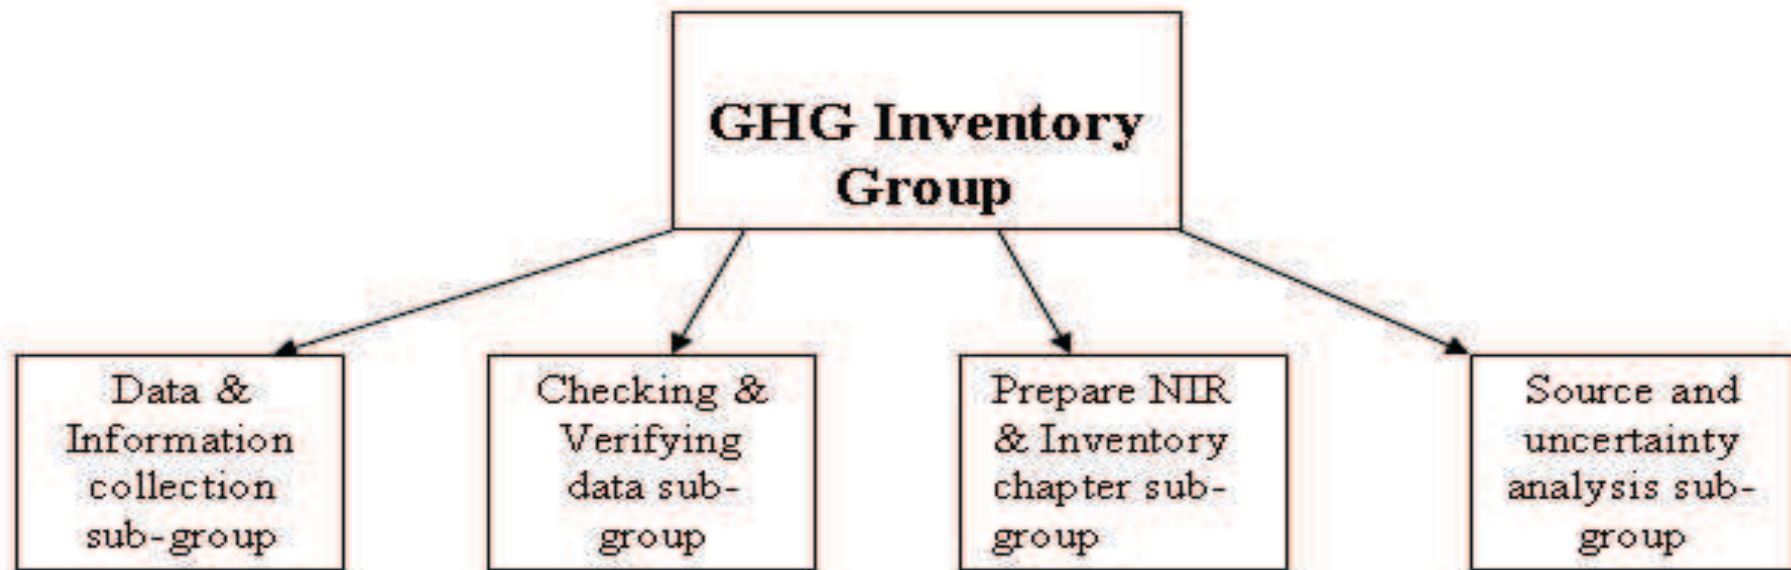 GHG Inventory
Group
Data &
Information
collection
sub-group
Checking &
Verifying
data sub-
group
Prepare NIR
& Inventory
chapter sub-
group
Source and
uncertainty
analysis sub-
group